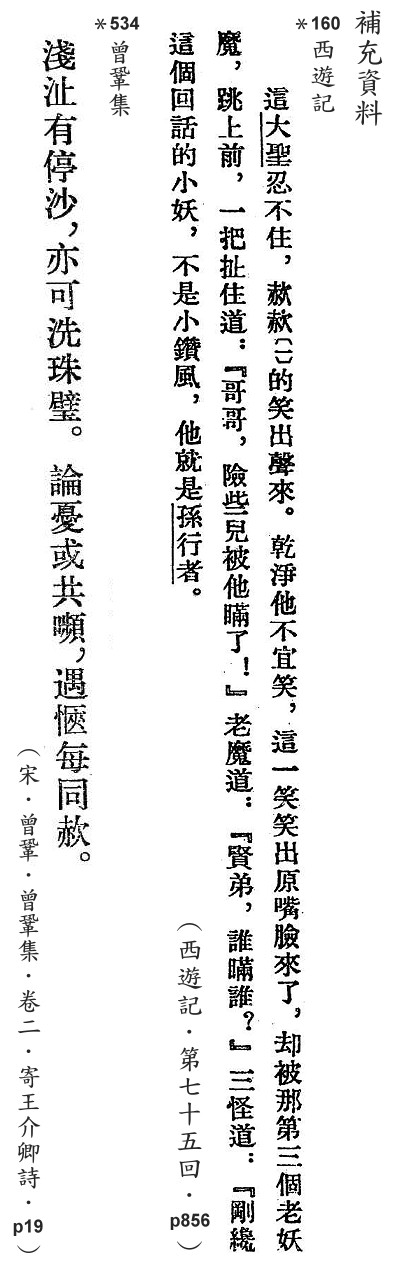 補充資料
＊160
西遊記
這大聖忍不住，赥赥〔一〕的笑出聲來。乾淨他不宜笑，這一笑笑出原嘴臉來了，却被那第三個老妖
魔，跳上前，一把扯住道：『哥哥，險些兒被他瞞了！』老魔道：『賢弟，誰瞞誰？』三怪道：『剛纔
這個回話的小妖，不是小鑽風，他就是孫行者。
（西遊記．第七十五回．p856）
＊534
曾鞏集
淺沚有停沙，亦可洗珠璧。論憂或共嚬，遇愜每同赥。
（宋．曾鞏．曾鞏集．卷二．寄王介卿詩．p19）